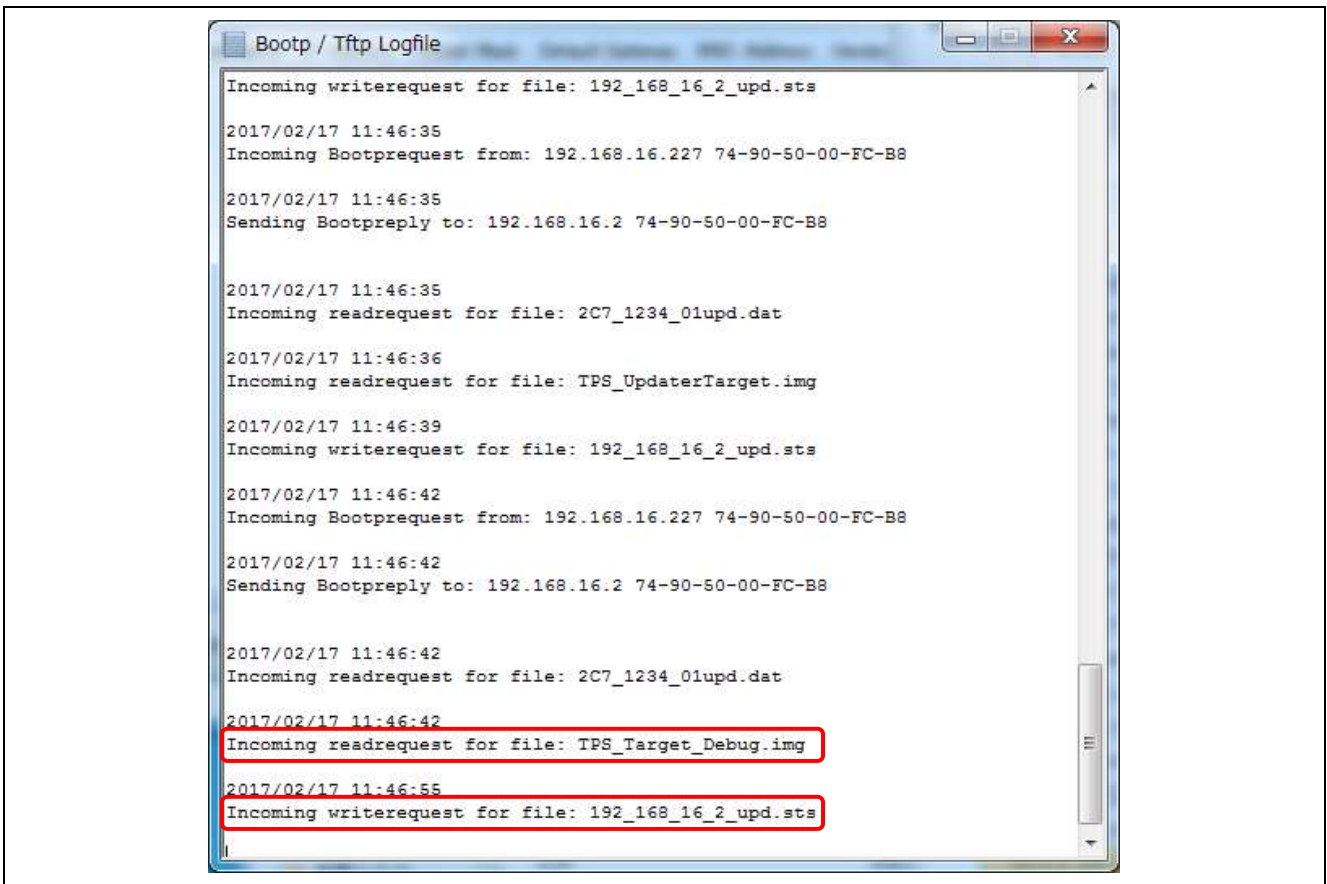 Bootp / Tftp Logfile
Incoming writerequest for file: 192_168_16_2_upd.sts
2017/02/17 11:46:35
Incoming Bootprequest from: 192.168.16.227 74-90-50-00-FC-B8
2017/02/17 11:46:35
Sending Bootpreply to: 192.168.16.2 74-90-50-00-FC-B8
2017/02/17 11:46:35
Incoming readrequest for file: 2C7_1234_01upd.dat
2017/02/17 11:46:36
Incoming readrequest for file: TPS_UpdaterTarget.img
2017/02/17 11:46:39
Incoming writerequest for file: 192_168_16_2_upd.sts
2017/02/17 11:46:42
Incoming Bootprequest from: 192.168.16.227 74-90-50-00-FC-B8
2017/02/17 11:46:42
Sending Bootpreply to: 192.168.16.2 74-90-50-00-FC-B8
2017/02/17 11:46:42
Incoming readrequest for file: 2C7_1234_01upd.dat
2017/02/17 11:46:42
Incoming readrequest for file: TPS_Target_Debug.img
2017/02/17 11:46:55
Incoming writerequest for file: 192_168_16_2_upd.sts